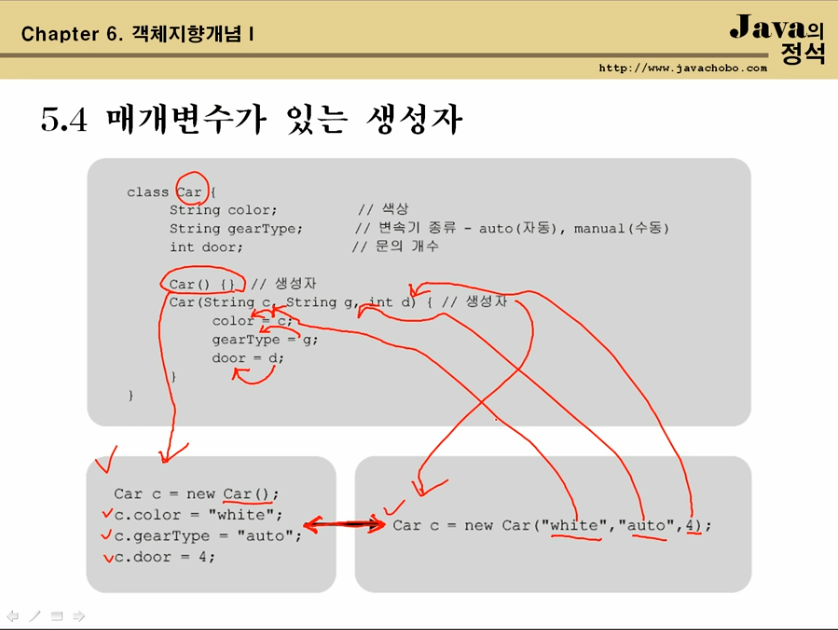 Chapter 6. 객체지향개념 I
Java의
정석
http://www.javachobo.com
5.4 매개변수가 있는 생성자
class Car {
String color; // 색상
String gearType; // 변속기 종류 - auto(자동), manual(수동)
int door; // 문의 개수
Car() {} // 생성자
Car(String c, String g, int d) { // 생성자
color = c;
gearType = g;
door = d;
}
}
Car c = new Car();
c.color = "white";
c.gearType = "auto";
c.door = 4;
Car c = new Car("white","auto",4);